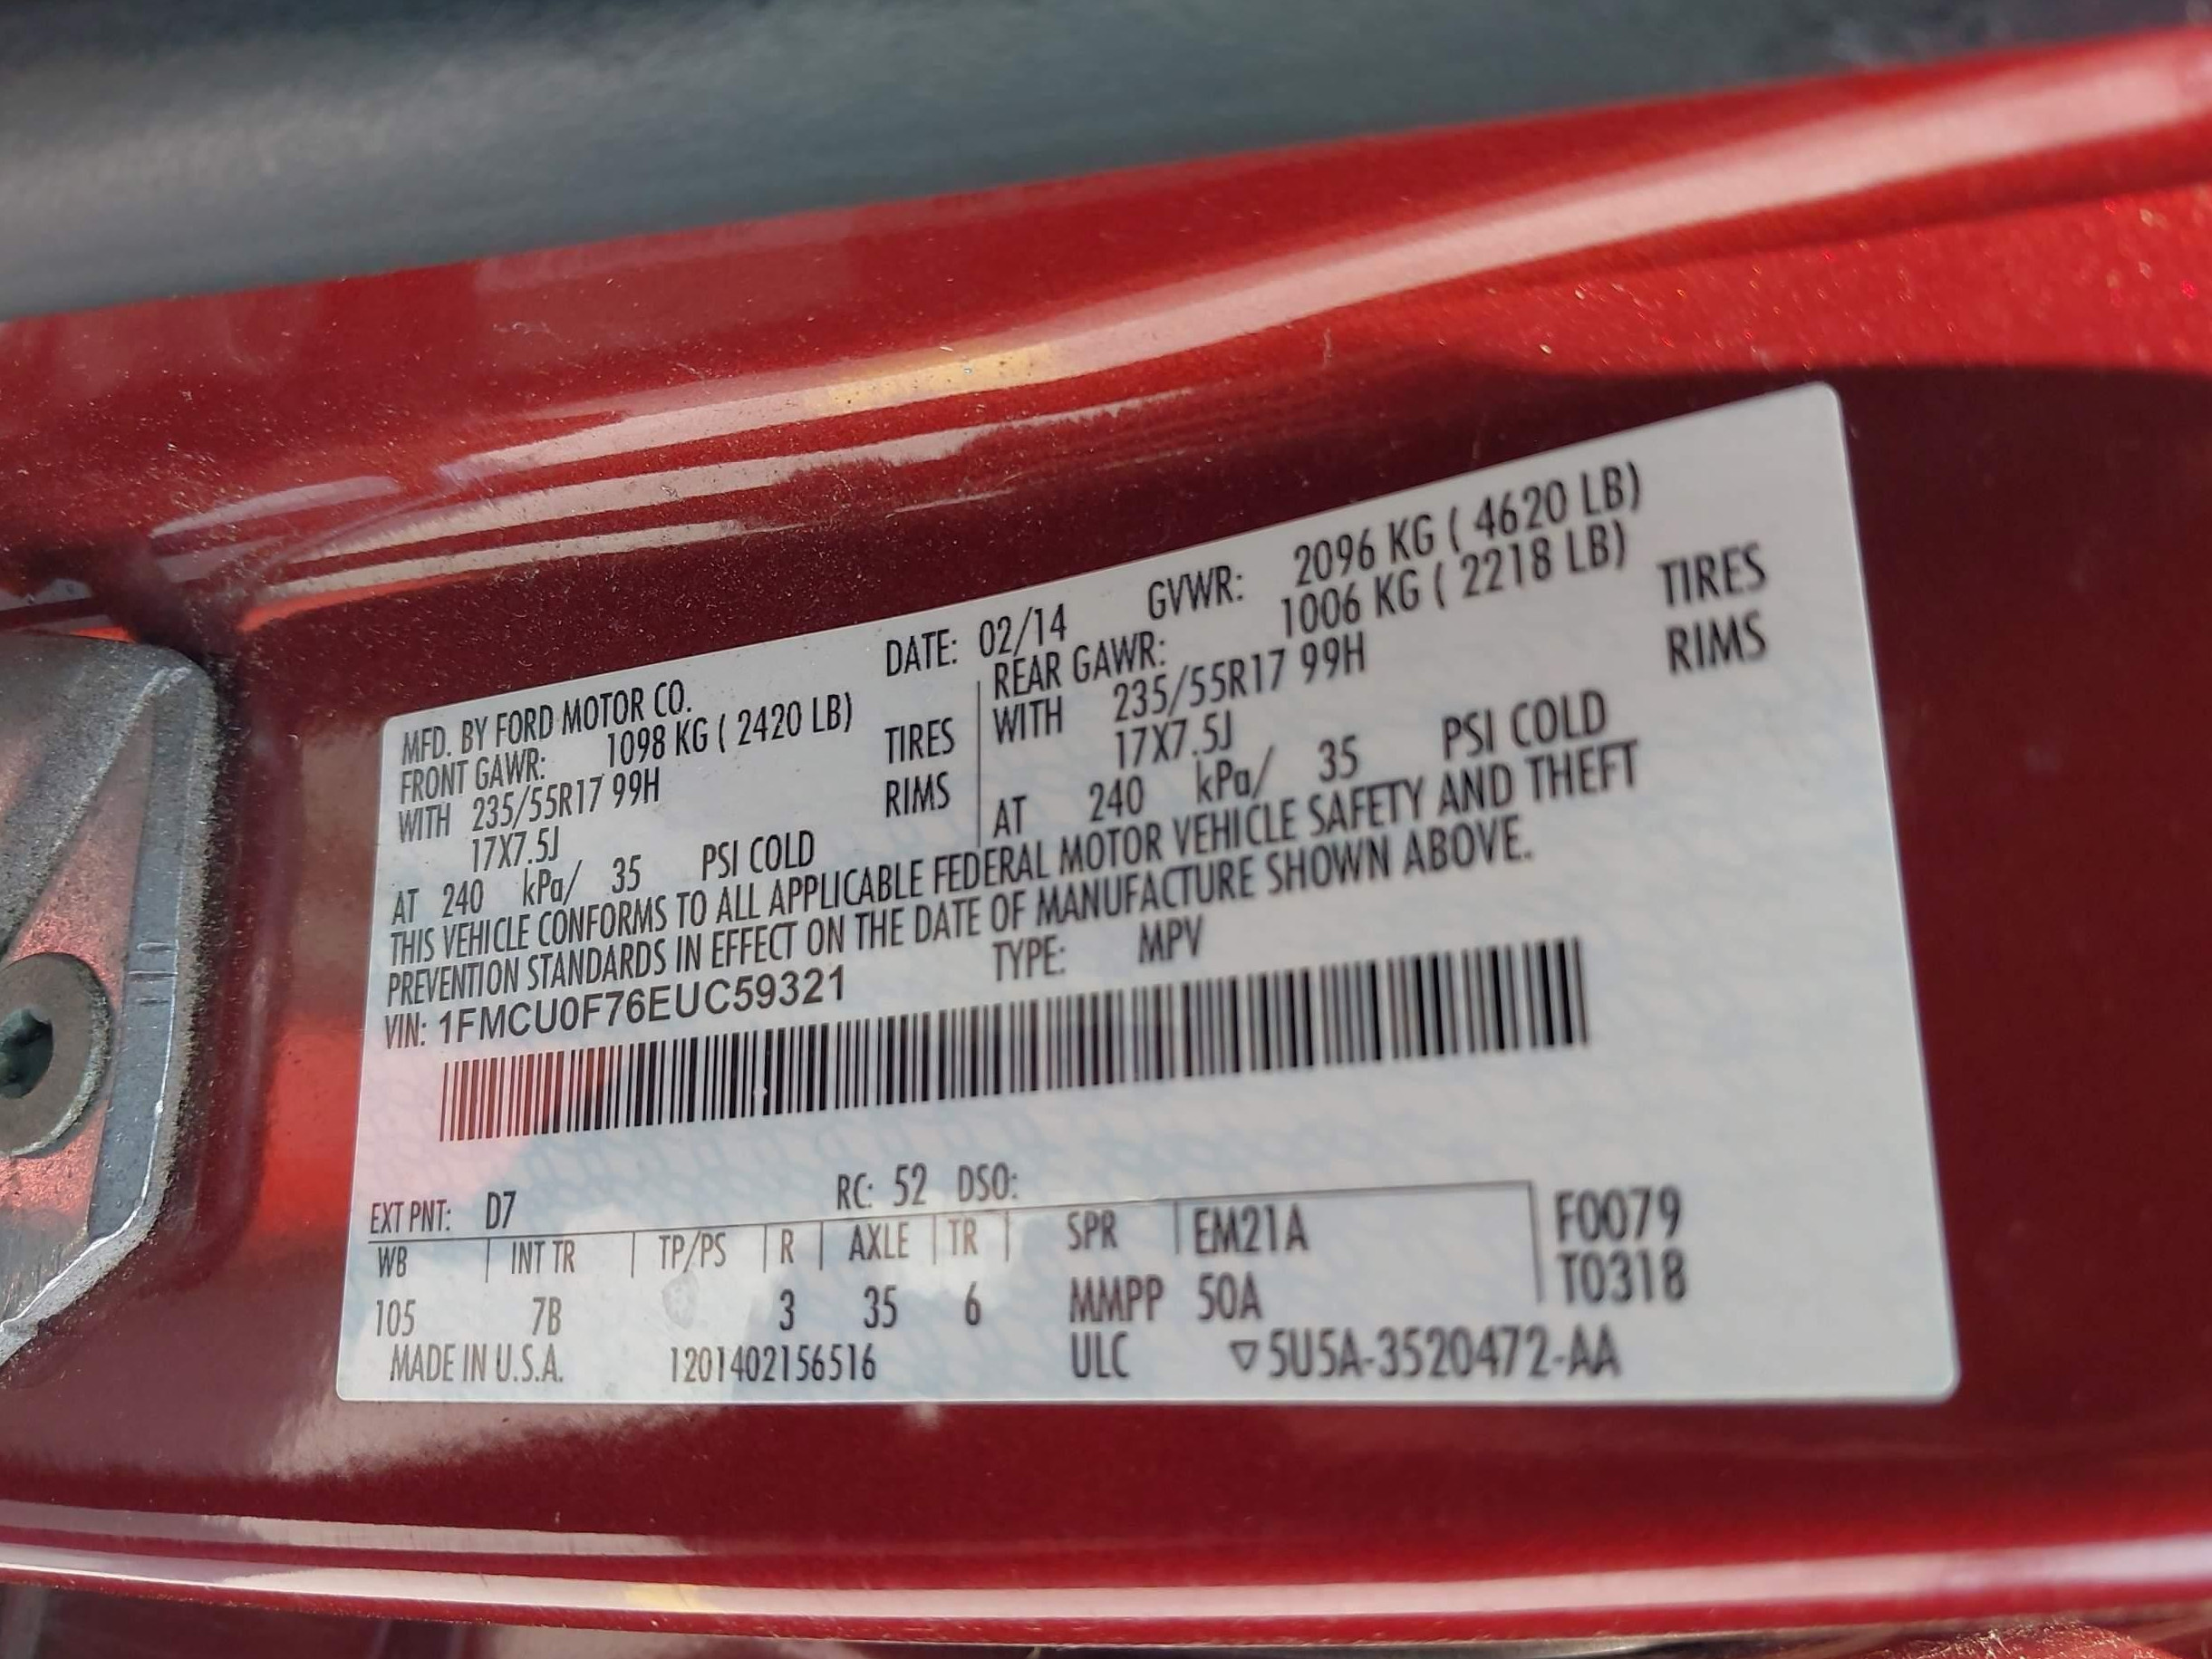 MFD. BY FORD MOTOR CO. DATE: 02/14 GVWR: 2096 KG ( 4620 LB)
FRONT GAWR: 1098 KG ( 2420 LB) REAR GAWR: 1006 KG ( 2218 LB)
WITH 235/55R17 99H TIRES WITH 235/55R17 99H TIRES
17X7.5J RIMS 17X7.5J RIMS
AT 240 kPa/ 35 PSI COLD AT 240 kPa/ 35 PSI COLD
THIS VEHICLE CONFORMS TO ALL APPLICABLE FEDERAL MOTOR VEHICLE SAFETY AND THEFT
PREVENTION STANDARDS IN EFFECT ON THE DATE OF MANUFACTURE SHOWN ABOVE.
VIN: 1FMCU0F76EUC59321 TYPE: MPV
EXT PNT: D7 RC: 52 DSO:
WB INT TR TP/PS R AXLE TR SPR EM21A F0079
105 7B 3 35 6 MMPP 50A T0318
MADE IN U.S.A. 1201402156516 ULC ▽5U5A-3520472-AA